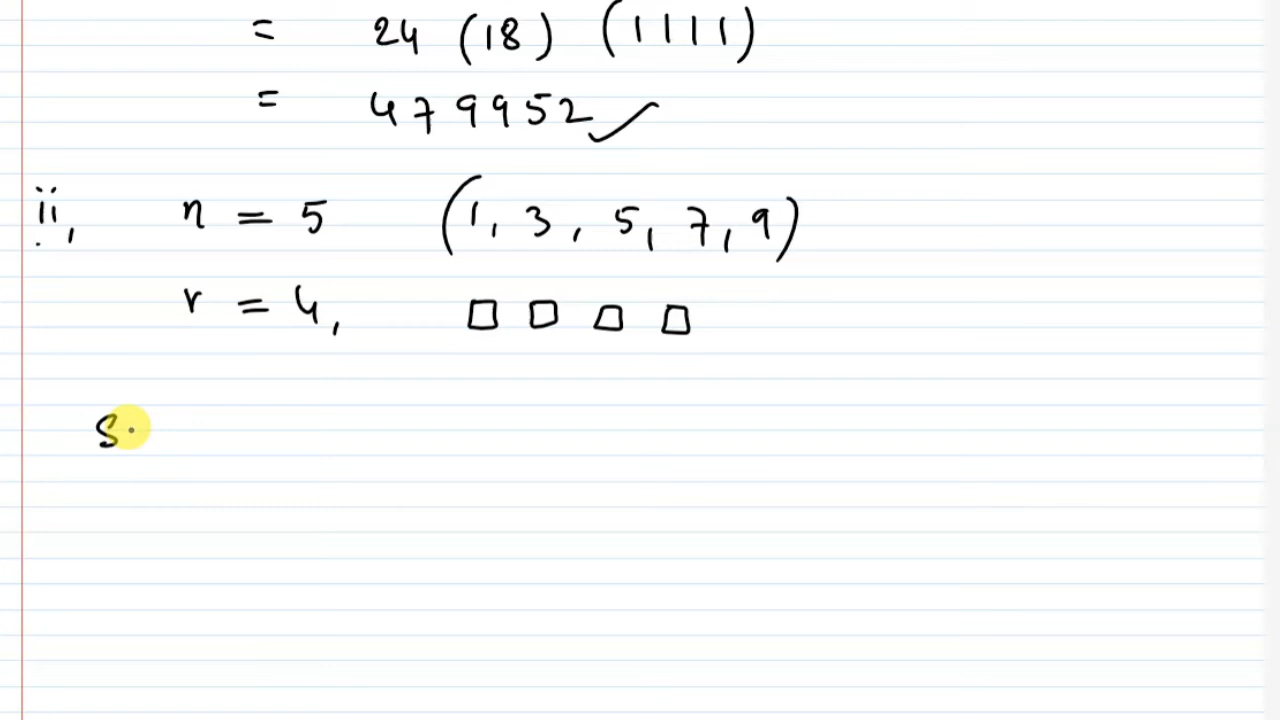 = 24 (18) (1111)
= 479952 ✓
ii, n = 5 (1, 3, 5, 7, 9)
r = 4, □ □ □ □
S